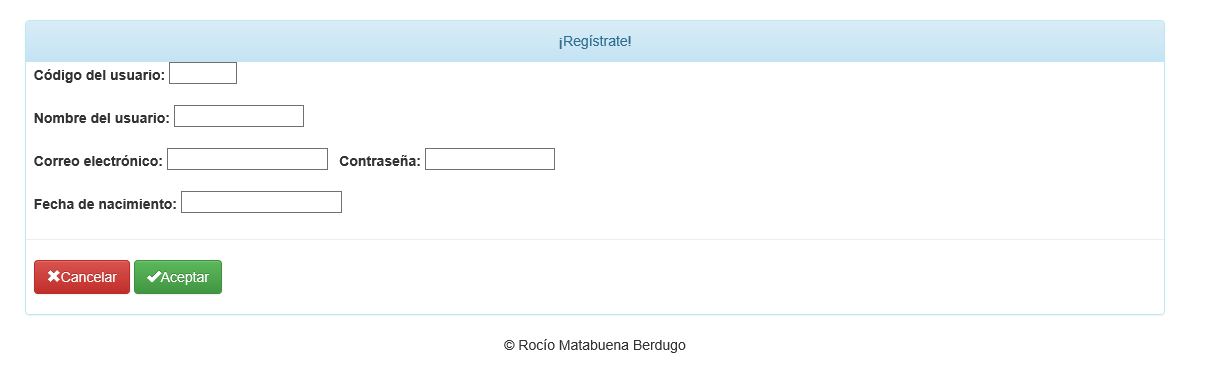 ¡Regístrate!
Código del usuario:
Nombre del usuario:
Correo electrónico: Contraseña:
Fecha de nacimiento:
Cancelar Aceptar
© Rocío Matabuena Berdugo